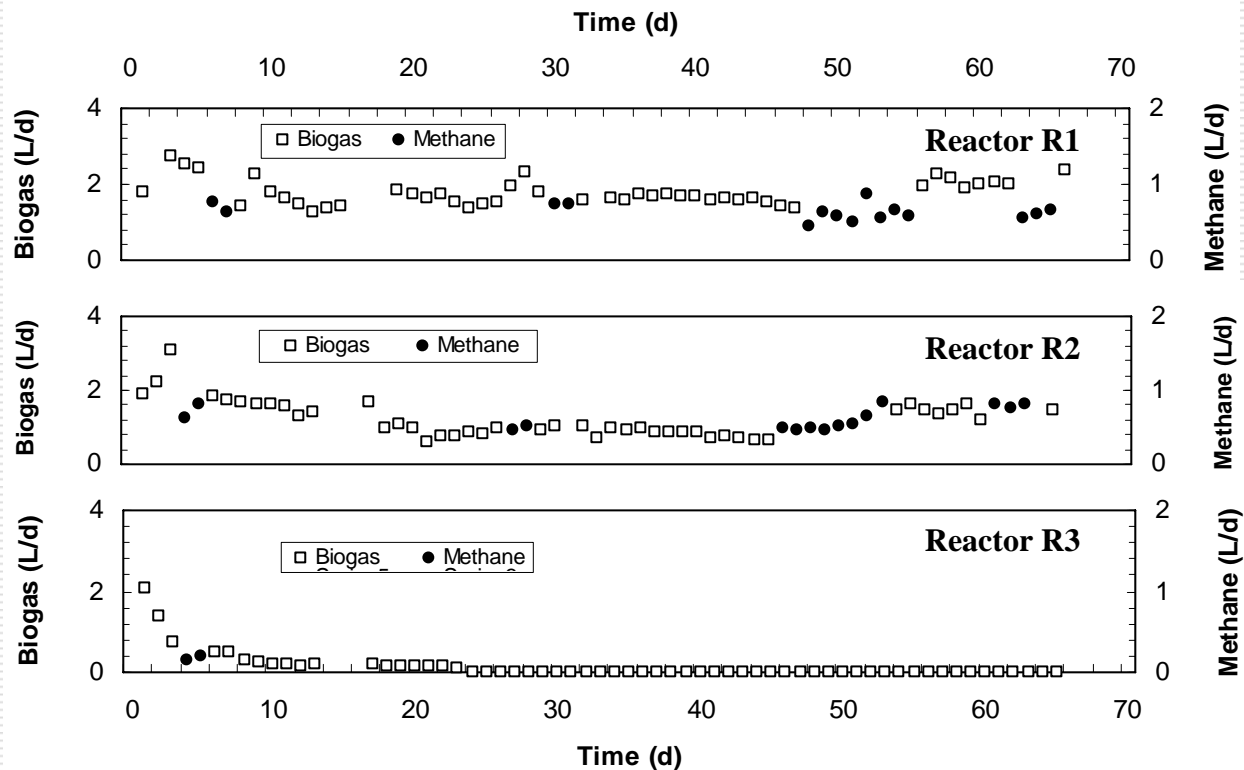 Time (d)
0 10 20 30 40 50 60 70
4 2
Biogas Methane Reactor R1
2 1
0 0
Biogas (L/d)
Methane (L/d)
4 2
Biogas Methane Reactor R2
2 1
0 0
Biogas (L/d)
Methane (L/d)
4 2
Reactor R3
Biogas Methane
2 1
0 0
Biogas (L/d)
Methane (L/d)
0 10 20 30 40 50 60 70
Time (d)